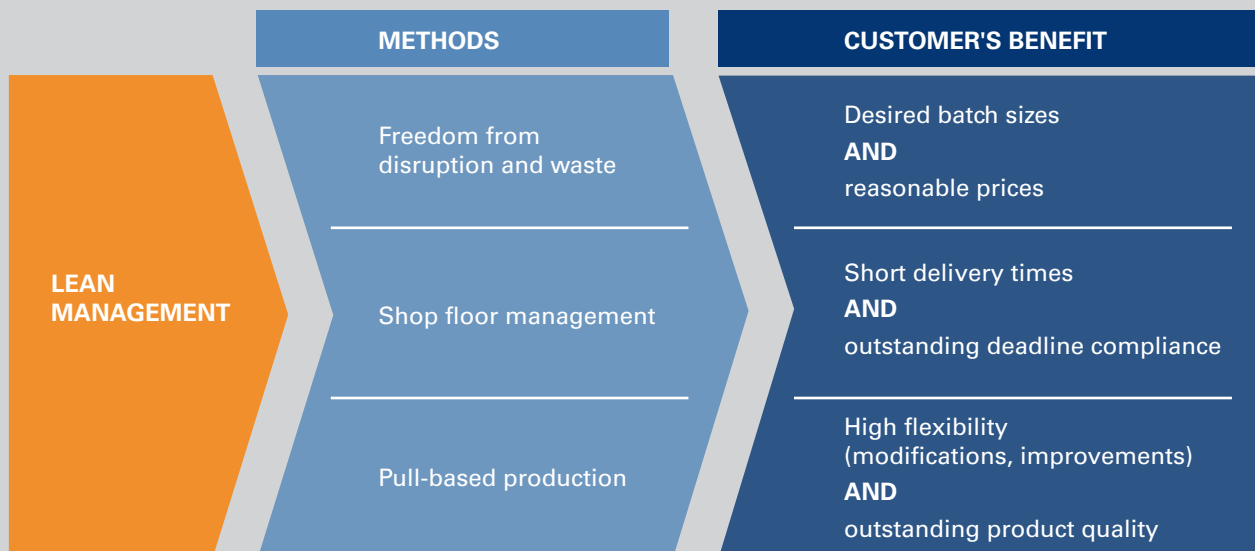 METHODS
CUSTOMER'S BENEFIT
LEAN
MANAGEMENT
Freedom from
disruption and waste
Shop floor management
Pull-based production
Desired batch sizes
AND
reasonable prices
Short delivery times
AND
outstanding deadline compliance
High flexibility
(modifications, improvements)
AND
outstanding product quality